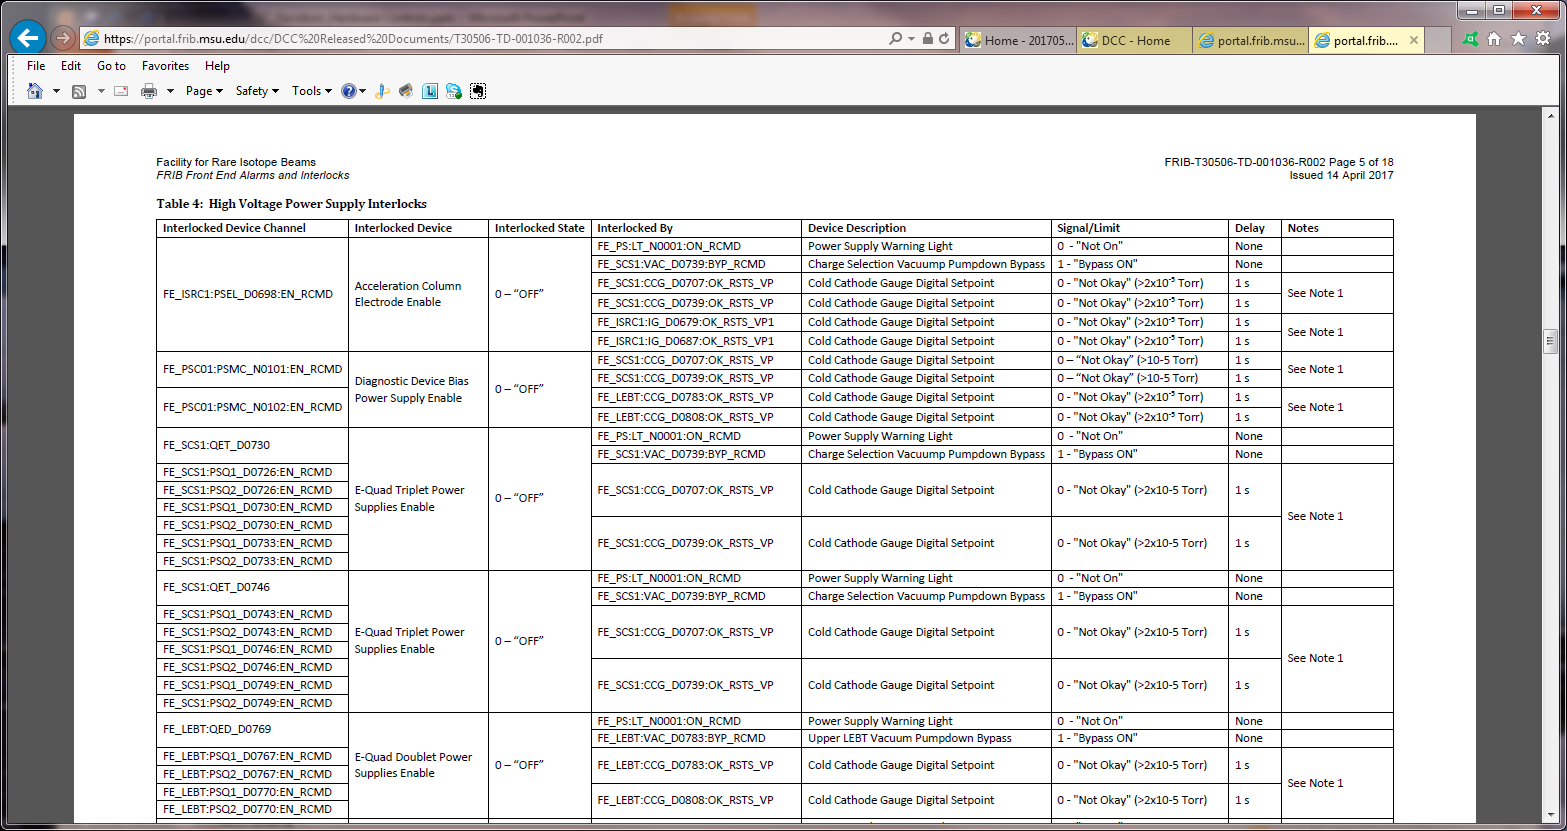 https://portal.frib.msu.edu/dcc/DCC%20Released%20Documents/T30506-TD-001036-R002.pdf
Home - 201705...
DCC - Home
portal.frib.msu...
portal.frib....
File Edit Go to Favorites Help
Page Safety Tools
Facility for Rare Isotope Beams
FRIB-T30506-TD-001036-R002 Page 5 of 18
FRIB Front End Alarms and Interlocks
Issued 14 April 2017
Table 4: High Voltage Power Supply Interlocks
Interlocked Device Channel Interlocked Device Interlocked State Interlocked By Device Description Signal/Limit Delay Notes
FE_ISRC1:PSEL_D0698:EN_RCMD
Acceleration Column
Electrode Enable
0 – “OFF”
FE_PS:LT_N0001:ON_RCMD Power Supply Warning Light 0 - "Not On" None
FE_SCS1:VAC_D0739:BYP_RCMD Charge Selection Vacuump Pumpdown Bypass 1 - "Bypass ON" None
FE_SCS1:CCG_D0707:OK_RSTS_VP Cold Cathode Gauge Digital Setpoint 0 - "Not Okay" (>2x10⁻⁵ Torr) 1 s
FE_SCS1:CCG_D0739:OK_RSTS_VP Cold Cathode Gauge Digital Setpoint 0 - "Not Okay" (>2x10⁻⁵ Torr) 1 s
See Note 1
FE_ISRC1:IG_D0679:OK_RSTS_VP1 Cold Cathode Gauge Digital Setpoint 0 - "Not Okay" (>2x10⁻⁵ Torr) 1 s
FE_ISRC1:IG_D0687:OK_RSTS_VP1 Cold Cathode Gauge Digital Setpoint 0 - "Not Okay" (>2x10⁻⁵ Torr) 1 s
See Note 1
FE_PSC01:PSMC_N0101:EN_RCMD
FE_PSC01:PSMC_N0102:EN_RCMD
Diagnostic Device Bias
Power Supply Enable
0 – “OFF”
FE_SCS1:CCG_D0707:OK_RSTS_VP Cold Cathode Gauge Digital Setpoint 0 – “Not Okay” (>10-5 Torr) 1 s
FE_SCS1:CCG_D0739:OK_RSTS_VP Cold Cathode Gauge Digital Setpoint 0 – “Not Okay” (>10-5 Torr) 1 s
See Note 1
FE_LEBT:CCG_D0783:OK_RSTS_VP Cold Cathode Gauge Digital Setpoint 0 - "Not Okay" (>2x10⁻⁵ Torr) 1 s
FE_LEBT:CCG_D0808:OK_RSTS_VP Cold Cathode Gauge Digital Setpoint 0 - "Not Okay" (>2x10⁻⁵ Torr) 1 s
See Note 1
FE_SCS1:QET_D0730
FE_SCS1:PSQ1_D0726:EN_RCMD
FE_SCS1:PSQ2_D0726:EN_RCMD
FE_SCS1:PSQ1_D0730:EN_RCMD
FE_SCS1:PSQ2_D0730:EN_RCMD
FE_SCS1:PSQ1_D0733:EN_RCMD
FE_SCS1:PSQ2_D0733:EN_RCMD
E-Quad Triplet Power
Supplies Enable
0 – “OFF”
FE_PS:LT_N0001:ON_RCMD Power Supply Warning Light 0 - "Not On" None
FE_SCS1:VAC_D0739:BYP_RCMD Charge Selection Vacuump Pumpdown Bypass 1 - "Bypass ON" None
FE_SCS1:CCG_D0707:OK_RSTS_VP Cold Cathode Gauge Digital Setpoint 0 - "Not Okay" (>2x10-5 Torr) 1 s
FE_SCS1:CCG_D0739:OK_RSTS_VP Cold Cathode Gauge Digital Setpoint 0 - "Not Okay" (>2x10-5 Torr) 1 s
See Note 1
FE_SCS1:QET_D0746
FE_SCS1:PSQ1_D0743:EN_RCMD
FE_SCS1:PSQ2_D0743:EN_RCMD
FE_SCS1:PSQ1_D0746:EN_RCMD
FE_SCS1:PSQ2_D0746:EN_RCMD
FE_SCS1:PSQ1_D0749:EN_RCMD
FE_SCS1:PSQ2_D0749:EN_RCMD
E-Quad Triplet Power
Supplies Enable
0 – “OFF”
FE_PS:LT_N0001:ON_RCMD Power Supply Warning Light 0 - "Not On" None
FE_SCS1:VAC_D0739:BYP_RCMD Charge Selection Vacuump Pumpdown Bypass 1 - "Bypass ON" None
FE_SCS1:CCG_D0707:OK_RSTS_VP Cold Cathode Gauge Digital Setpoint 0 - "Not Okay" (>2x10-5 Torr) 1 s
FE_SCS1:CCG_D0739:OK_RSTS_VP Cold Cathode Gauge Digital Setpoint 0 - "Not Okay" (>2x10-5 Torr) 1 s
See Note 1
FE_LEBT:QED_D0769
FE_LEBT:PSQ1_D0767:EN_RCMD
FE_LEBT:PSQ2_D0767:EN_RCMD
FE_LEBT:PSQ1_D0770:EN_RCMD
FE_LEBT:PSQ2_D0770:EN_RCMD
E-Quad Doublet Power
Supplies Enable
0 – “OFF”
FE_PS:LT_N0001:ON_RCMD Power Supply Warning Light 0 - "Not On" None
FE_LEBT:VAC_D0783:BYP_RCMD Upper LEBT Vacuum Pumpdown Bypass 1 - "Bypass ON" None
FE_LEBT:CCG_D0783:OK_RSTS_VP Cold Cathode Gauge Digital Setpoint 0 - "Not Okay" (>2x10-5 Torr) 1 s
FE_LEBT:CCG_D0808:OK_RSTS_VP Cold Cathode Gauge Digital Setpoint 0 - "Not Okay" (>2x10-5 Torr) 1 s
See Note 1